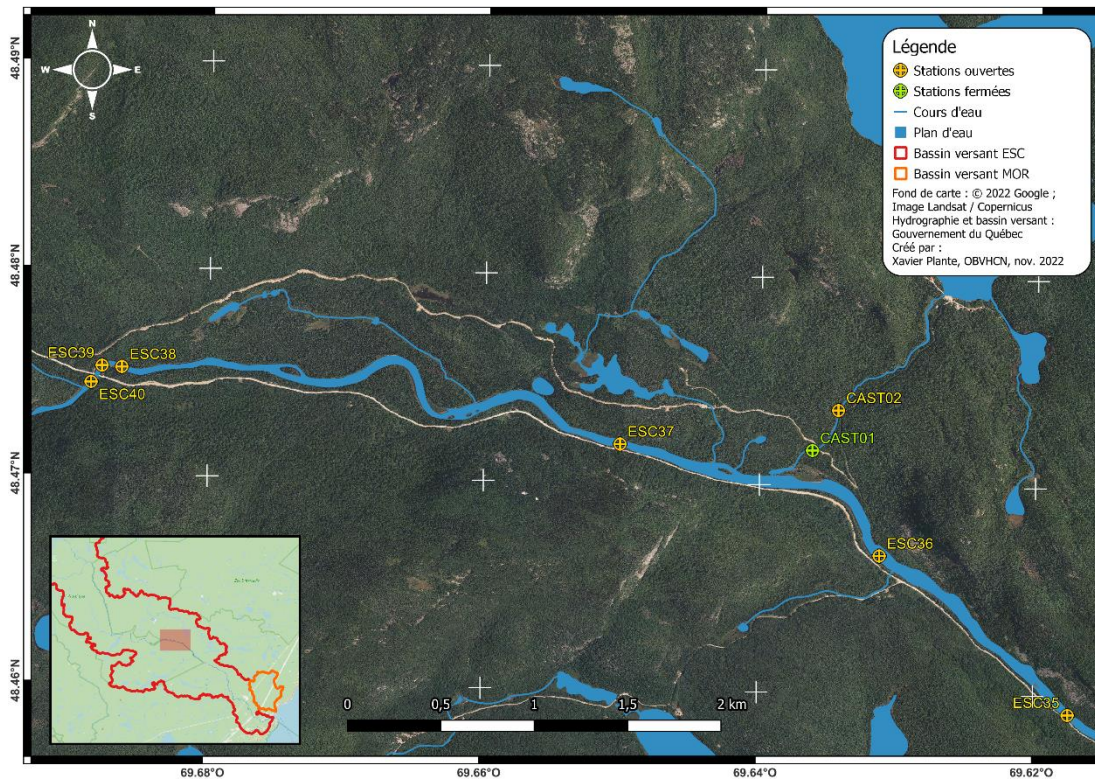 N
W
E
S
48.49°N
48.48°N
48.47°N
48.46°N
Légende
Stations ouvertes
Stations fermées
Cours d'eau
Plan d'eau
Bassin versant ESC
Bassin versant MOR
Fond de carte : © 2022 Google ;
Image Landsat / Copernicus
Hydrographie et bassin versant :
Gouvernement du Québec
Créé par :
Xavier Plante, OBVHCN, nov. 2022
ESC39
ESC38
ESC40
CAST02
ESC37
CAST01
ESC36
ESC35
0
0,5
1
1,5
2 km
69.68°O
69.66°O
69.64°O
69.62°O